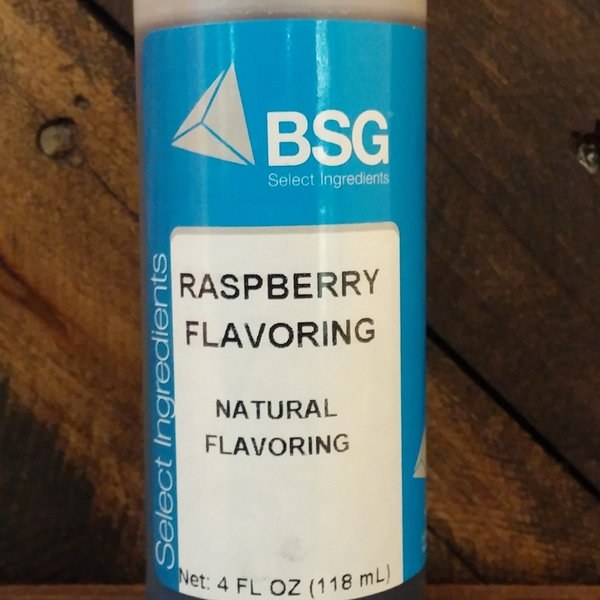 BSG
Select Ingredients
Select Ingredients
RASPBERRY
FLAVORING
NATURAL
FLAVORING
Net: 4 FL OZ (118 mL)